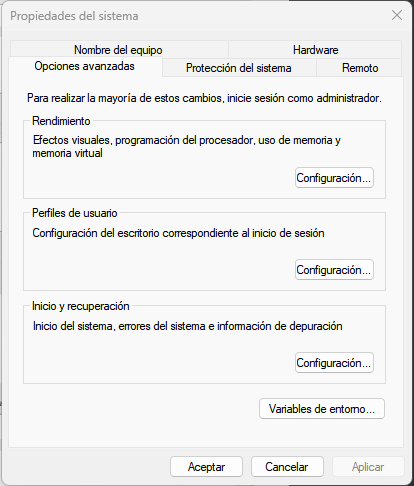 Propiedades del sistema
Nombre del equipo
Hardware
Opciones avanzadas
Protección del sistema
Remoto
Para realizar la mayoría de estos cambios, inicie sesión como administrador.
Rendimiento
Efectos visuales, programación del procesador, uso de memoria y
memoria virtual
Configuración...
Perfiles de usuario
Configuración del escritorio correspondiente al inicio de sesión
Configuración...
Inicio y recuperación
Inicio del sistema, errores del sistema e información de depuración
Configuración...
Variables de entorno...
Aceptar
Cancelar
Aplicar